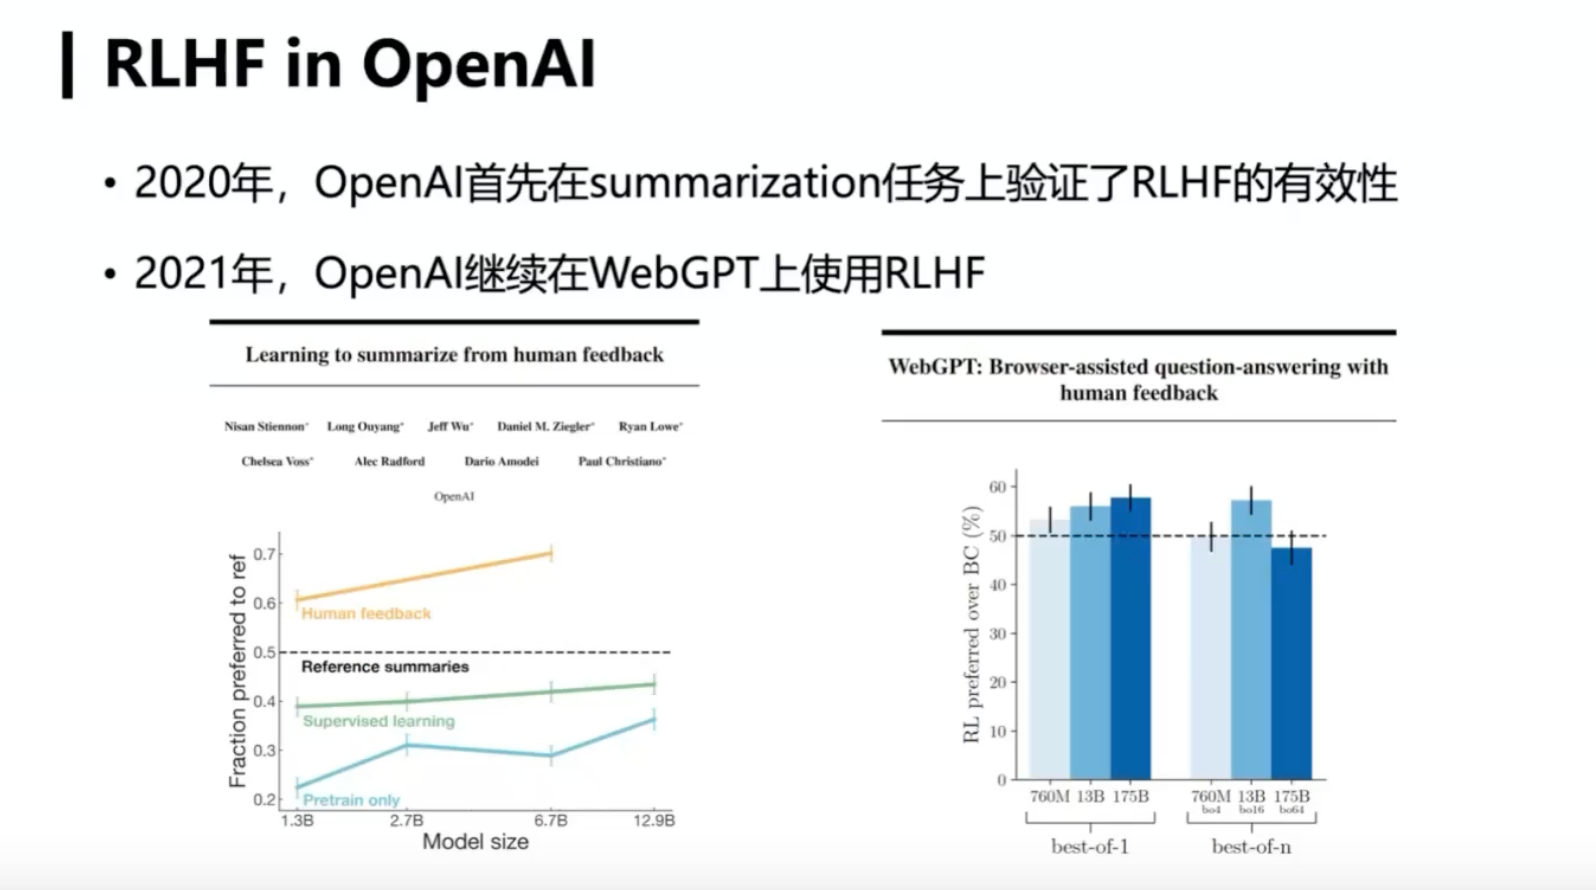 RLHF in OpenAI
• 2020年，OpenAI首先在summarization任务上验证了RLHF的有效性
• 2021年，OpenAI继续在WebGPT上使用RLHF
Learning to summarize from human feedback
Nisan Stiennon* Long Ouyang* Jeff Wu* Daniel M. Ziegler* Ryan Lowe*
Chelsea Voss* Alec Radford Dario Amodei Paul Christiano*
OpenAI
Fraction preferred to ref
0.7
Human feedback
0.6
0.5
Reference summaries
0.4
Supervised learning
0.3
0.2
Pretrain only
1.3B 2.7B 6.7B 12.9B
Model size
WebGPT: Browser-assisted question-answering with
human feedback
RL preferred over BC (%)
60
50
40
30
20
10
0
760M 13B 175B 760M 13B 175B
bo4 bo16 bo64
best-of-1 best-of-n